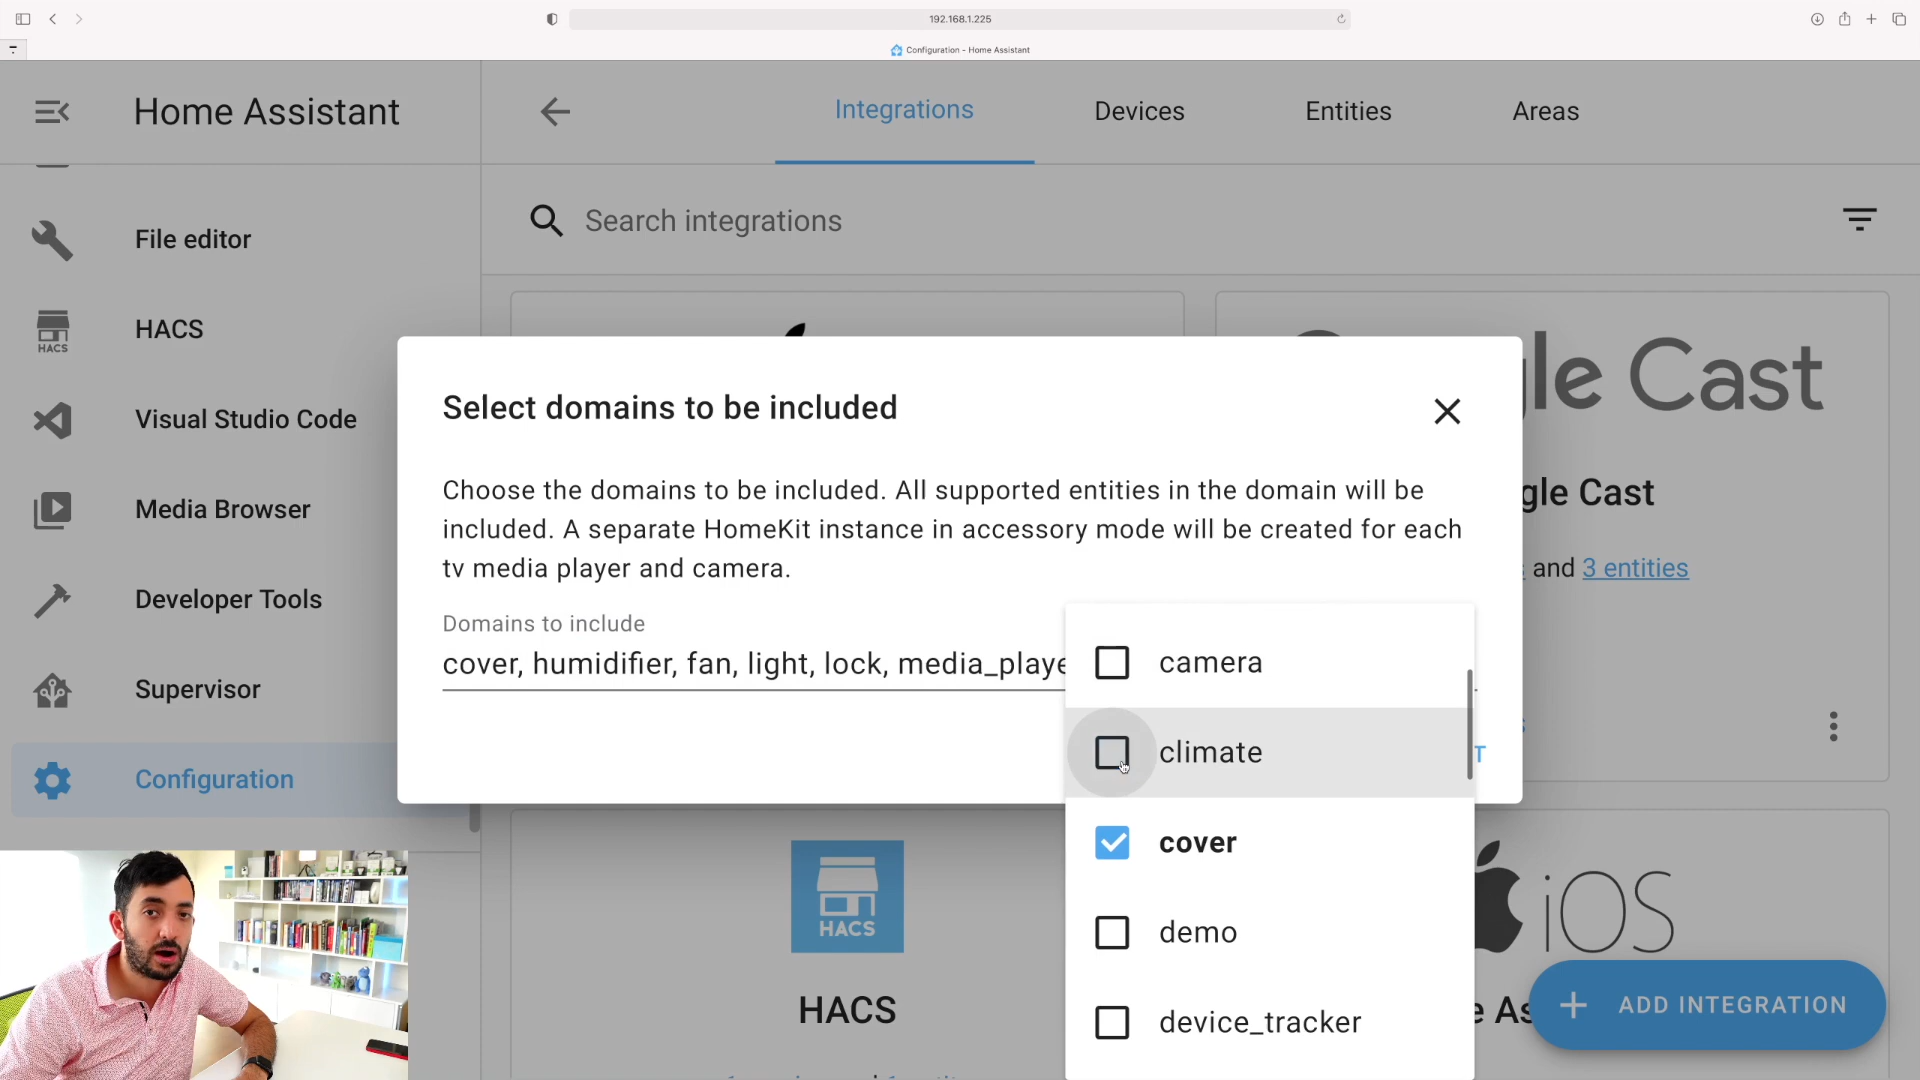 192.168.1.225
Configuration - Home Assistant
Home Assistant
Integrations
Devices
Entities
Areas
Search integrations
File editor
HACS
HACS
Visual Studio Code
Media Browser
Developer Tools
Supervisor
Configuration
Select domains to be included
Choose the domains to be included. All supported entities in the domain will be
included. A separate HomeKit instance in accessory mode will be created for each
tv media player and camera.
Domains to include
cover, humidifier, fan, light, lock, media_playe
camera
climate
cover
demo
device_tracker
le Cast
gle Cast
and 3 entities
T
HACS
HACS
iOS
e As
ADD INTEGRATION